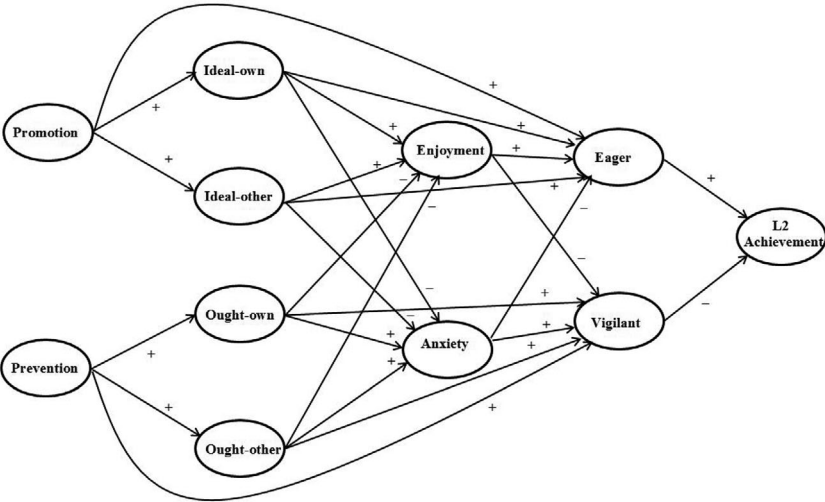 Promotion
Ideal-own
Ideal-other
Enjoyment
Eager
L2
Achievement
Prevention
Ought-own
Ought-other
Anxiety
Vigilant
+
+
+
+
+
+
+
+
−
−
−
−
−
−
+
+
+
+
+
+
+
+
+
−